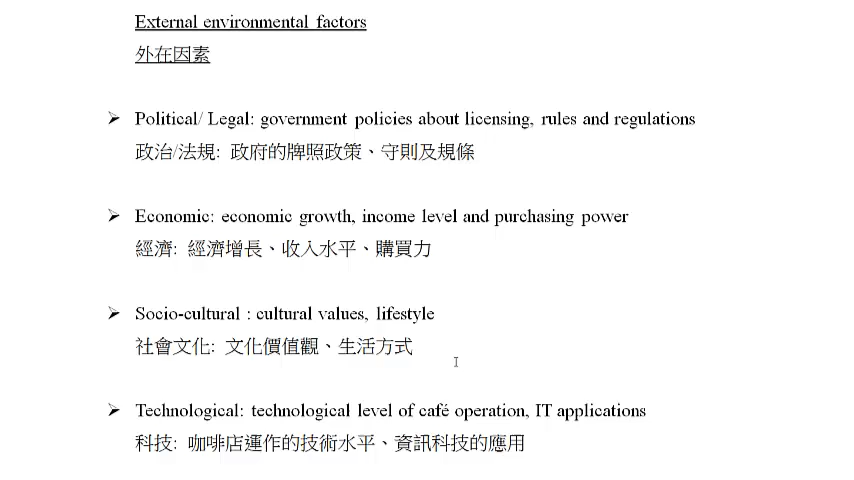 External environmental factors
外在因素
➢ Political/ Legal: government policies about licensing, rules and regulations
政治/法規: 政府的牌照政策、守則及規條
➢ Economic: economic growth, income level and purchasing power
經濟: 經濟增長、收入水平、購買力
➢ Socio-cultural : cultural values, lifestyle
社會文化: 文化價值觀、生活方式
➢ Technological: technological level of café operation, IT applications
科技: 咖啡店運作的技術水平、資訊科技的應用